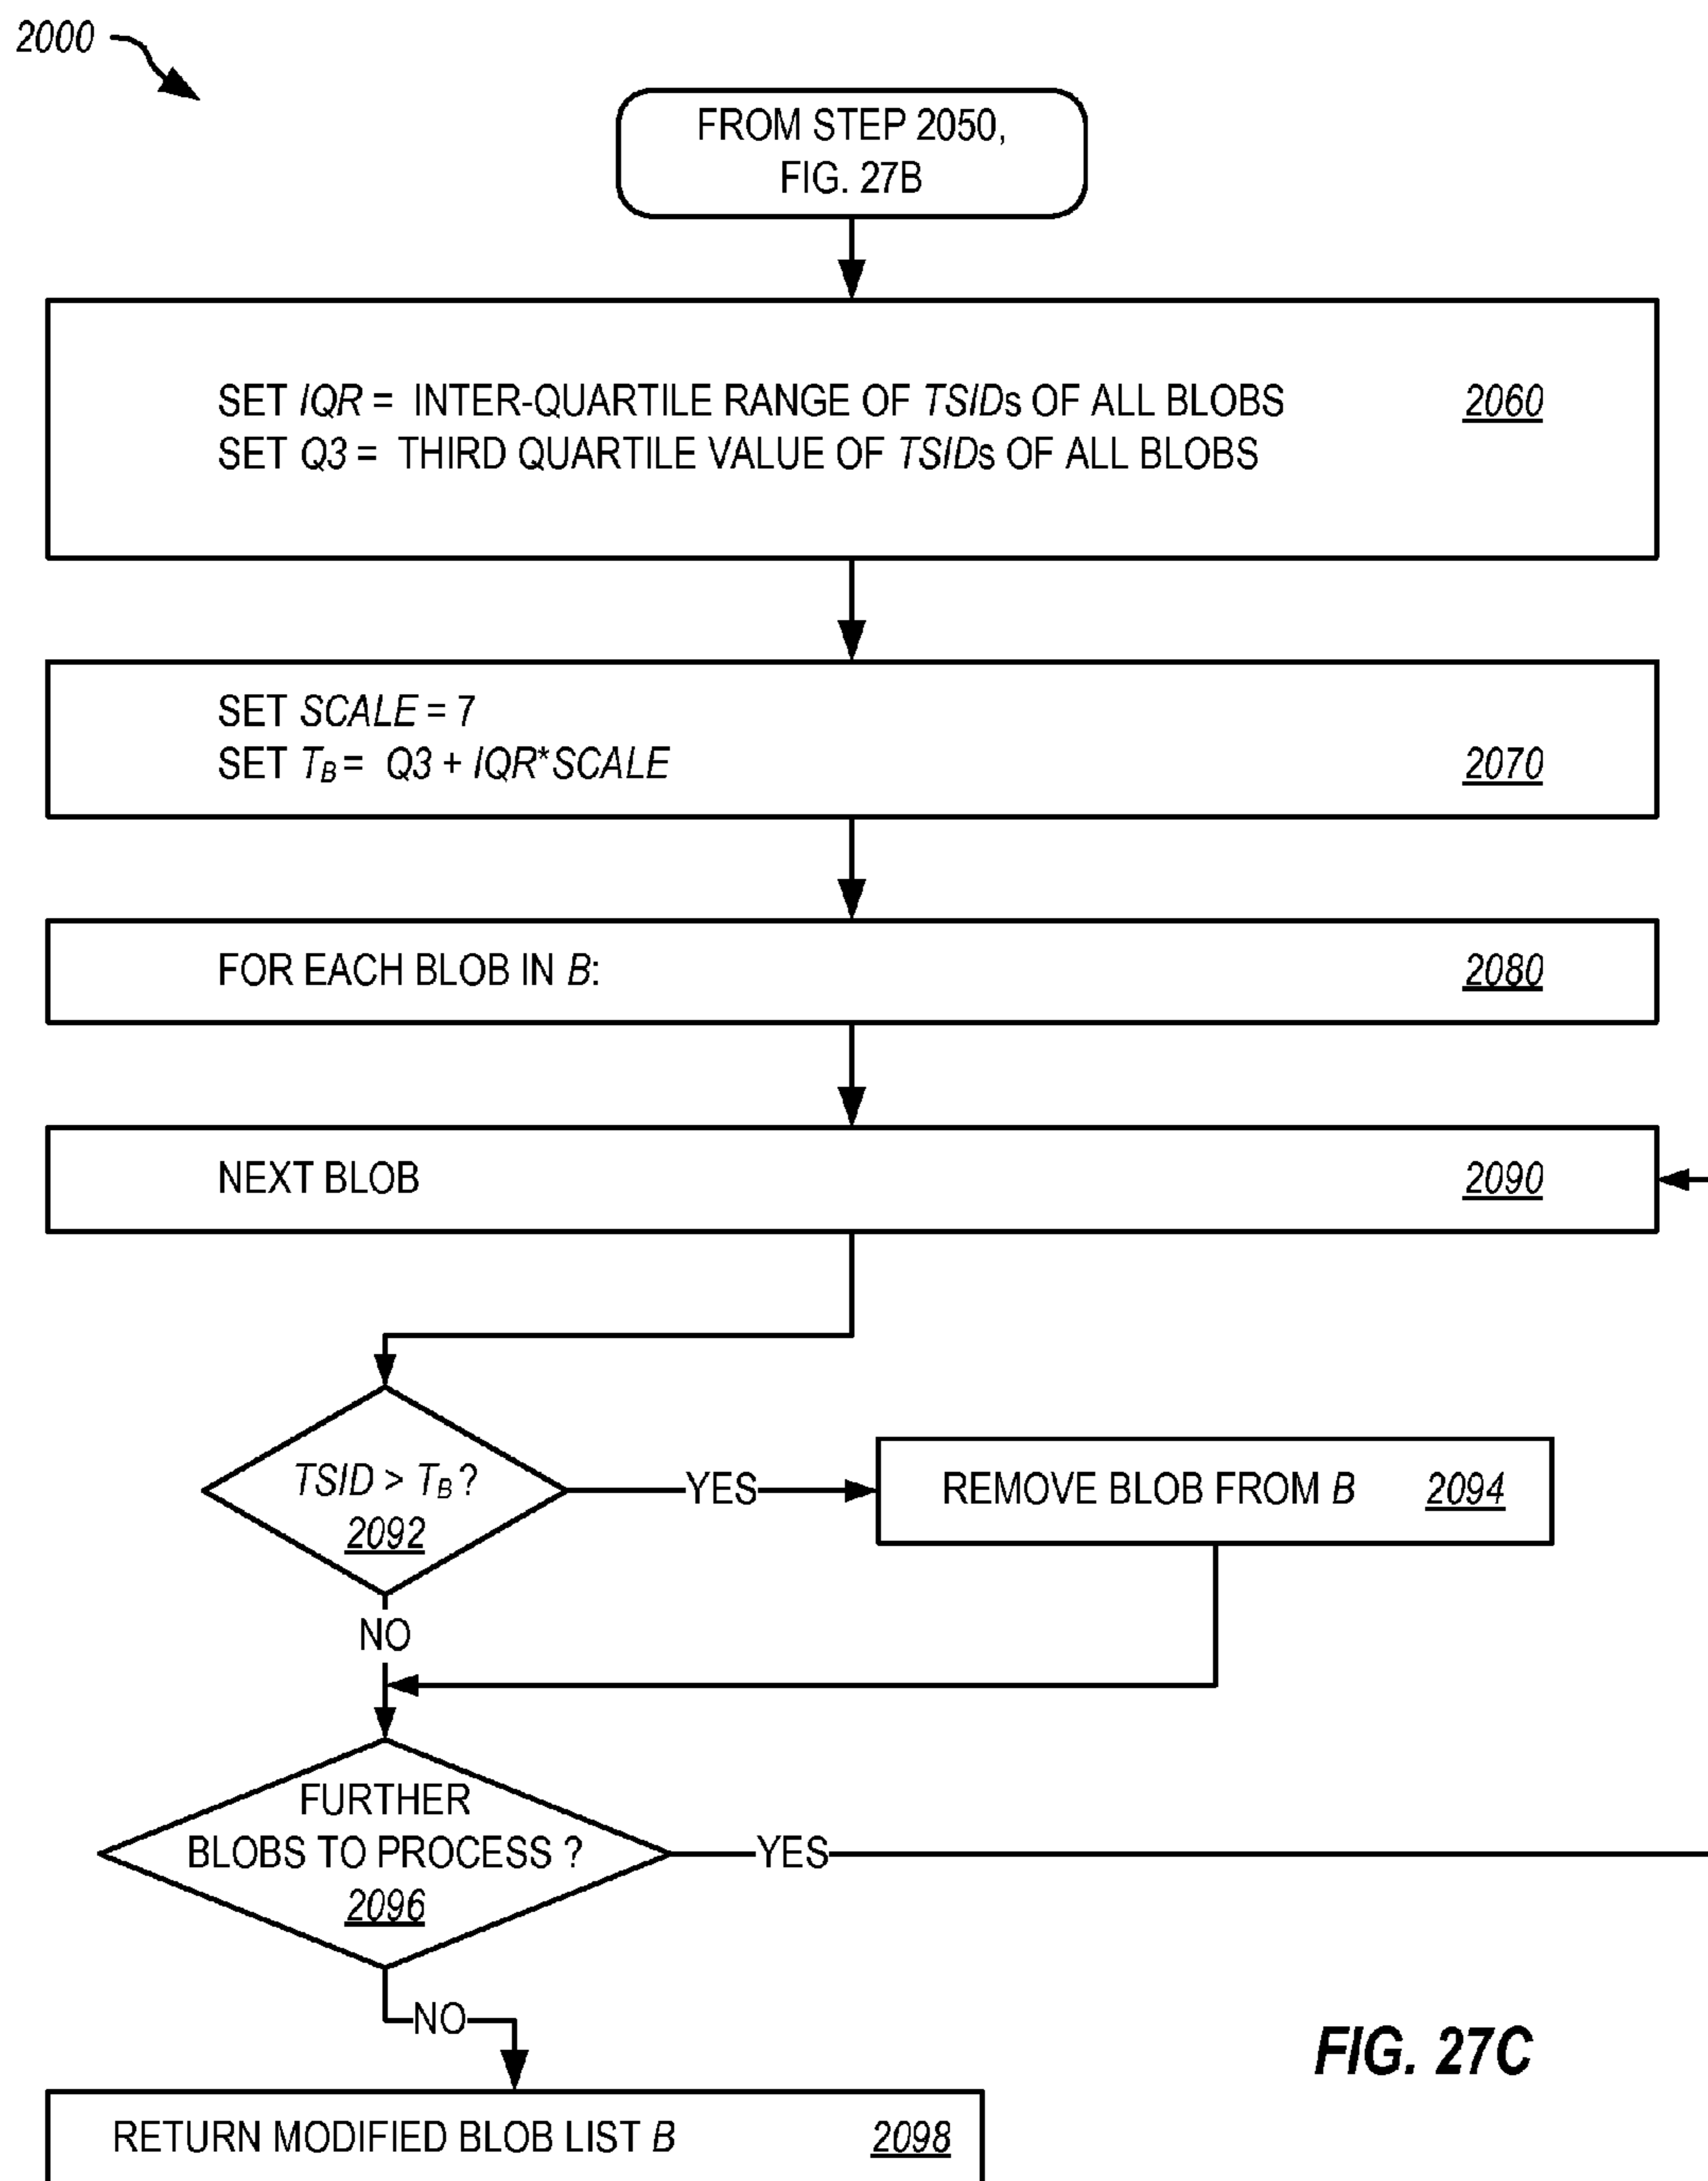 2000
FROM STEP 2050,
FIG. 27B
SET IQR = INTER-QUARTILE RANGE OF TSIDs OF ALL BLOBS 2060
SET Q3 = THIRD QUARTILE VALUE OF TSIDs OF ALL BLOBS
SET SCALE = 7
SET TB = Q3 + IQR*SCALE 2070
FOR EACH BLOB IN B: 2080
NEXT BLOB 2090
TSID > TB ?
2092
YES
REMOVE BLOB FROM B 2094
NO
FURTHER
BLOBS TO PROCESS ?
2096
YES
NO
FIG. 27C
RETURN MODIFIED BLOB LIST B 2098